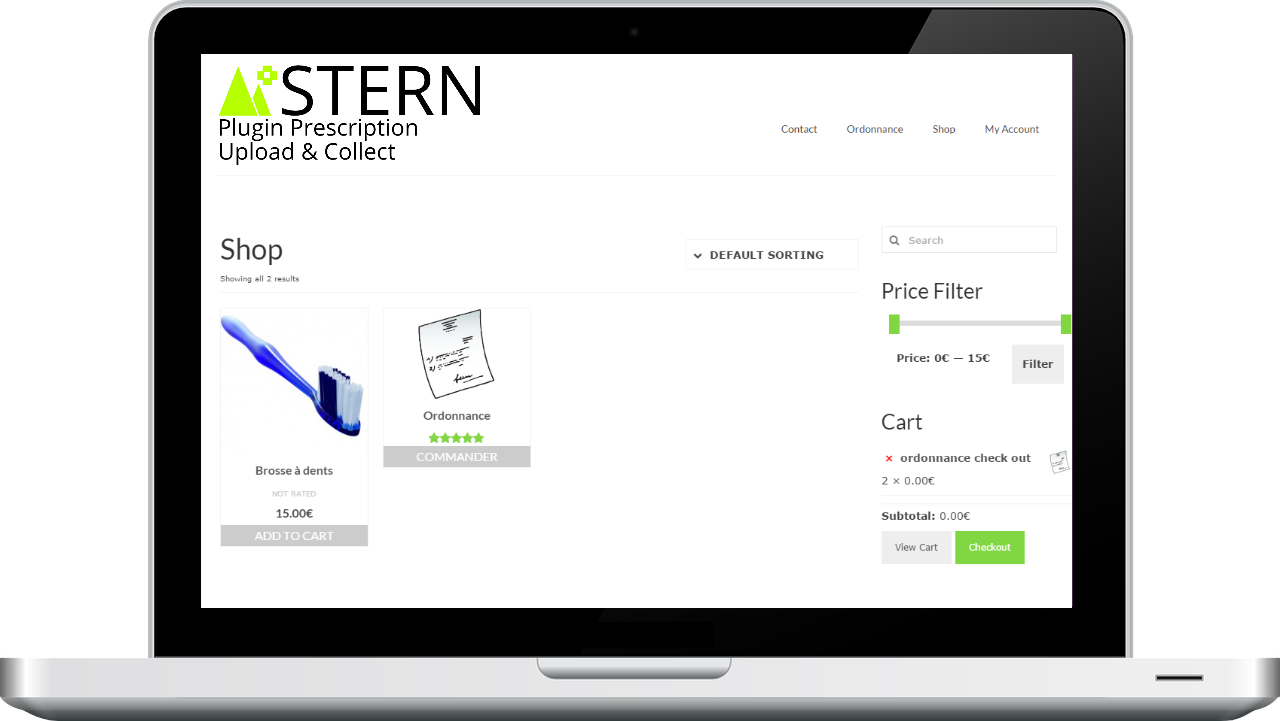 STERN
Plugin Prescription
Upload & Collect
Contact Ordonnance Shop My Account
Shop
Showing all 2 results
DEFAULT SORTING
Brosse à dents
NOT RATED
15.00€
ADD TO CART
Ordonnance
COMMANDER
Search
Price Filter
Price: 0€ — 15€
Filter
Cart
× ordonnance check out
2 × 0.00€
Subtotal: 0.00€
View Cart Checkout